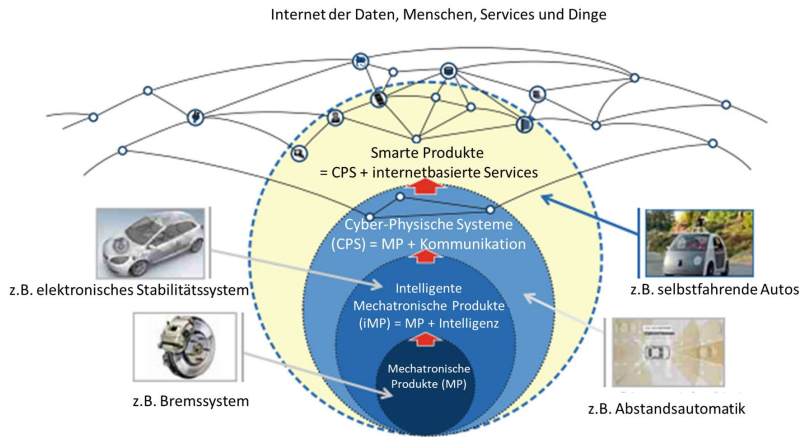 Internet der Daten, Menschen, Services und Dinge
Smarte Produkte
= CPS + internetbasierte Services
Cyber-Physische Systeme
(CPS) = MP + Kommunikation
z.B. elektronisches Stabilitätssystem
z.B. selbstfahrende Autos
Intelligente
Mechatronische Produkte
(iMP) = MP + Intelligenz
Mechatronische
Produkte (MP)
z.B. Bremssystem
z.B. Abstandsautomatik